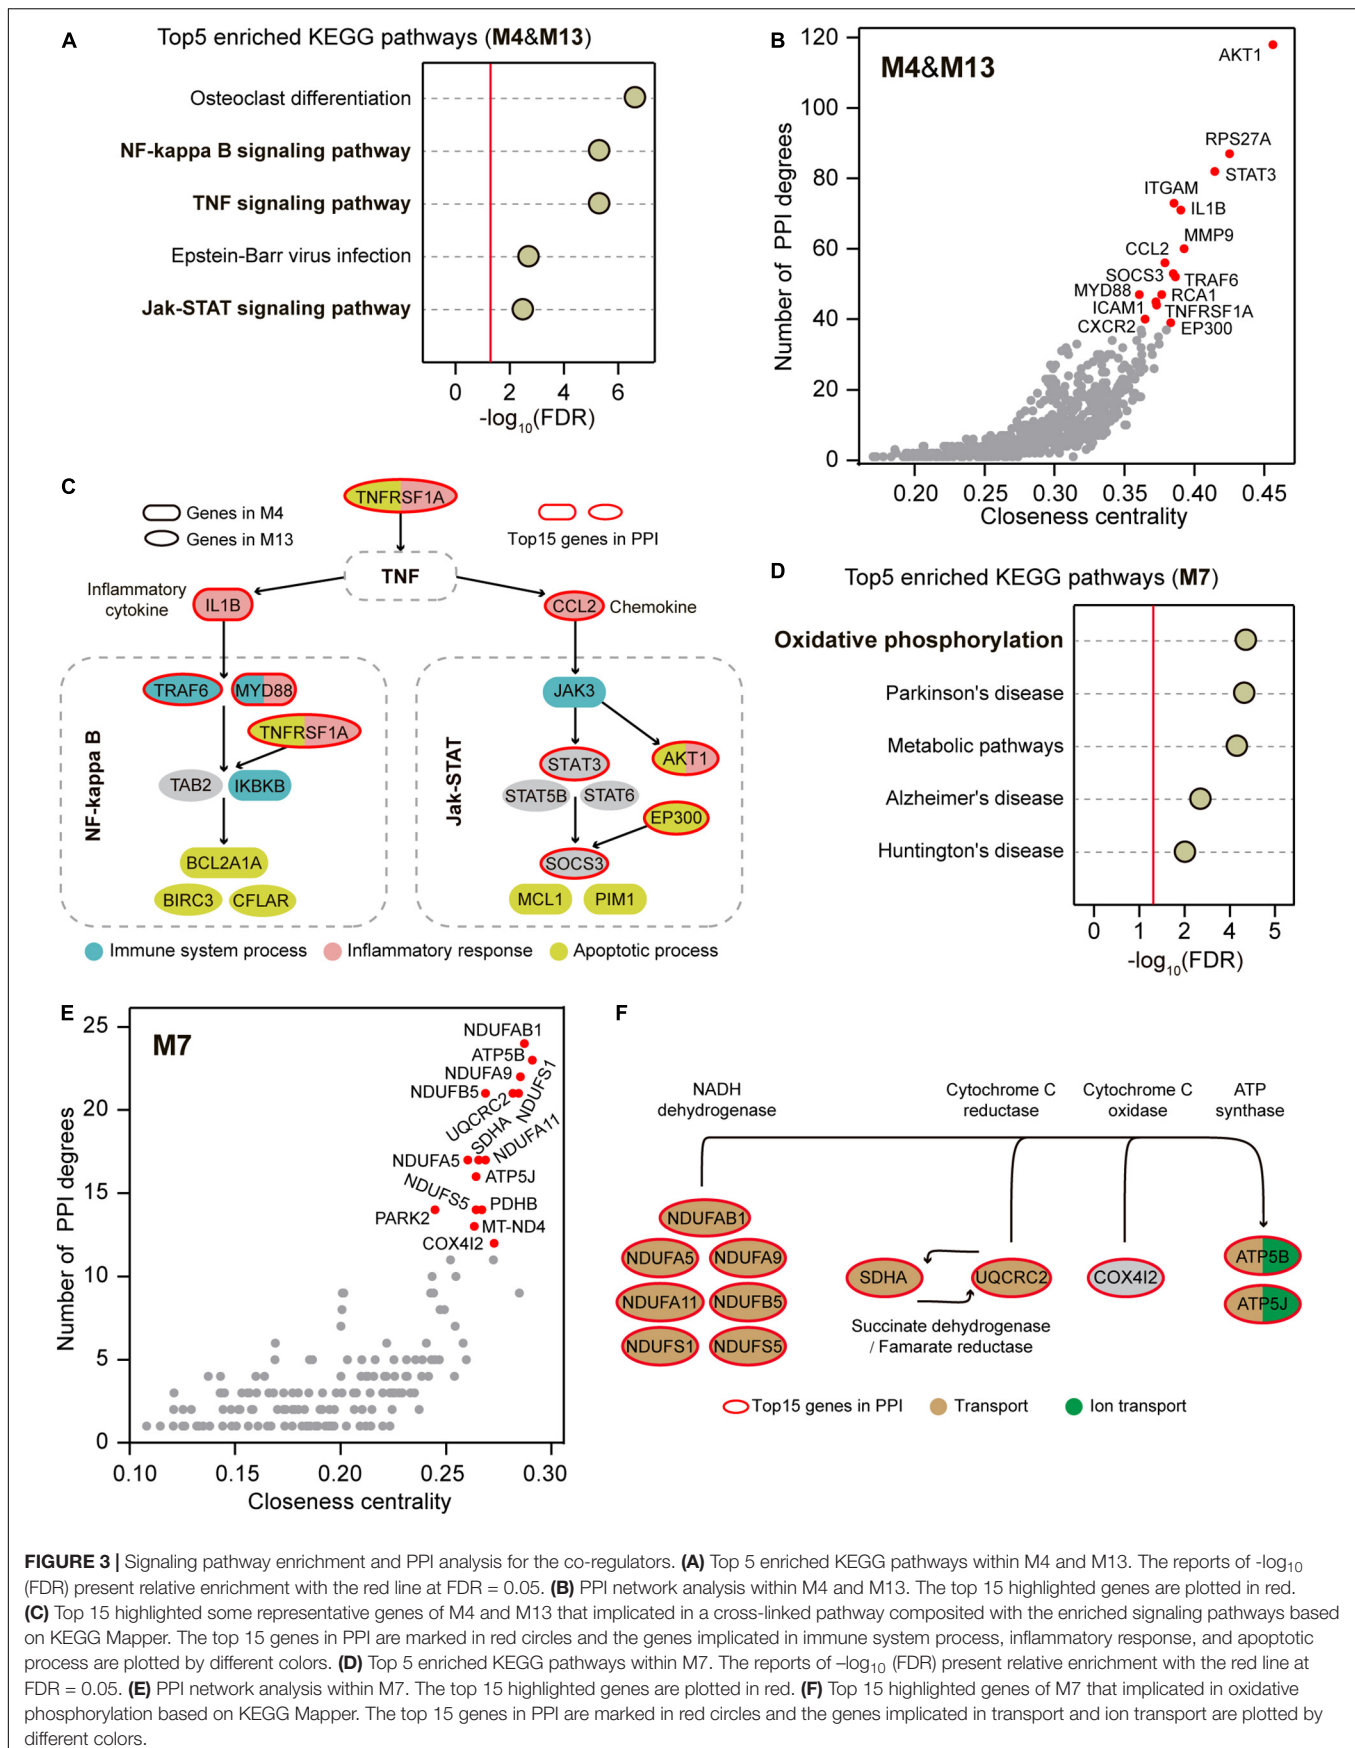 A
Top5 enriched KEGG pathways (M4&M13)
Osteoclast differentiation
NF-kappa B signaling pathway
TNF signaling pathway
Epstein-Barr virus infection
Jak-STAT signaling pathway
0 2 4 6
-log10(FDR)
B
M4&M13
Number of PPI degrees
120
100
80
60
40
20
0
AKT1
RPS27A
STAT3
ITGAM
IL1B
MMP9
CCL2
SOCS3
TRAF6
MYD88
RCA1
ICAM1
TNFRSF1A
CXCR2
EP300
0.20 0.25 0.30 0.35 0.40 0.45
Closeness centrality
C
Genes in M4
Genes in M13
TNFRSF1A
Top15 genes in PPI
TNF
Inflammatory
cytokine
IL1B
CCL2
Chemokine
NF-kappa B
TRAF6
MYD88
TNFRSF1A
TAB2
IKBKB
BCL2A1A
BIRC3
CFLAR
Jak-STAT
JAK3
STAT3
AKT1
STAT5B
STAT6
EP300
SOCS3
MCL1
PIM1
Immune system process
Inflammatory response
Apoptotic process
D
Top5 enriched KEGG pathways (M7)
Oxidative phosphorylation
Parkinson's disease
Metabolic pathways
Alzheimer's disease
Huntington's disease
0 1 2 4 5
-log10(FDR)
E
M7
Number of PPI degrees
25
20
15
10
5
0
NDUFAB1
ATP5B
NDUFA9
NDUFS1
NDUFB5
UQCRC2
SDHA
NDUFA11
NDUFA5
ATP5J
NDUFS5
PDHB
PARK2
MT-ND4
COX4I2
0.10 0.15 0.20 0.25 0.30
Closeness centrality
F
NADH
dehydrogenase
Cytochrome C
reductase
Cytochrome C
oxidase
ATP
synthase
NDUFAB1
NDUFA5
NDUFA9
NDUFA11
NDUFB5
NDUFS1
NDUFS5
SDHA
UQCRC2
COX4I2
ATP5B
ATP5J
Succinate dehydrogenase
/ Famarate reductase
Top15 genes in PPI
Transport
Ion transport
FIGURE 3 | Signaling pathway enrichment and PPI analysis for the co-regulators. (A) Top 5 enriched KEGG pathways within M4 and M13. The reports of -log10
(FDR) present relative enrichment with the red line at FDR = 0.05. (B) PPI network analysis within M4 and M13. The top 15 highlighted genes are plotted in red.
(C) Top 15 highlighted some representative genes of M4 and M13 that implicated in a cross-linked pathway composited with the enriched signaling pathways based
on KEGG Mapper. The top 15 genes in PPI are marked in red circles and the genes implicated in immune system process, inflammatory response, and apoptotic
process are plotted by different colors. (D) Top 5 enriched KEGG pathways within M7. The reports of –log10 (FDR) present relative enrichment with the red line at
FDR = 0.05. (E) PPI network analysis within M7. The top 15 highlighted genes are plotted in red. (F) Top 15 highlighted genes of M7 that implicated in oxidative
phosphorylation based on KEGG Mapper. The top 15 genes in PPI are marked in red circles and the genes implicated in transport and ion transport are plotted by
different colors.